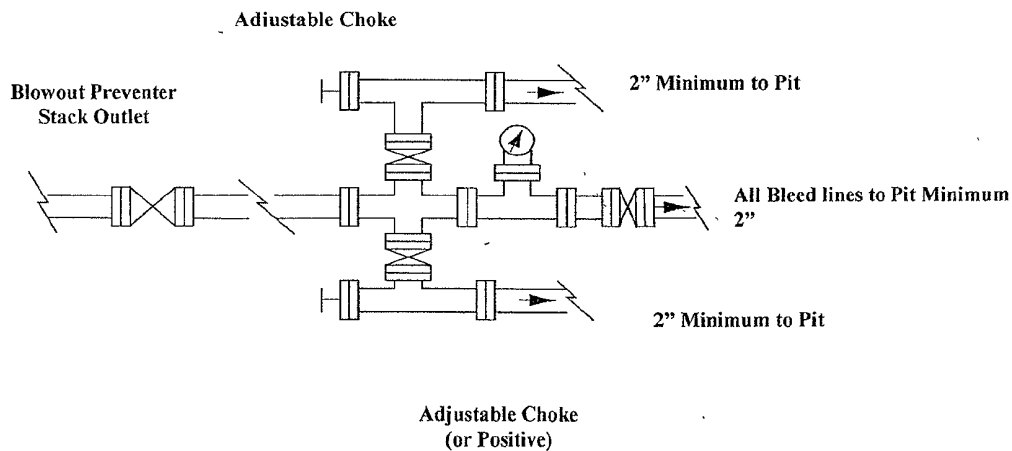 Adjustable Choke
Blowout Preventer
Stack Outlet
2” Minimum to Pit
All Bleed lines to Pit Minimum
2”
2” Minimum to Pit
Adjustable Choke
(or Positive)